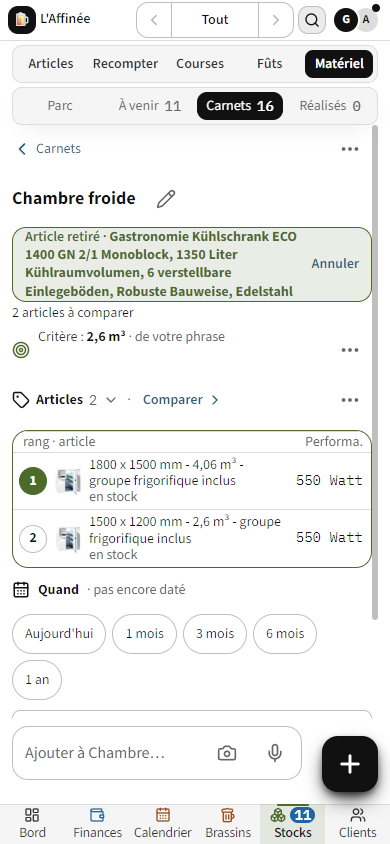 L'Affinée
Tout
G
A
Articles
Recompter
Courses
Fûts
Matériel
Parc
À venir 11
Carnets 16
Réalisés 0
Carnets
Chambre froide
Article retiré · Gastronomie Kühlschrank ECO
1400 GN 2/1 Monoblock, 1350 Liter
Kühlraumvolumen, 6 verstellbare
Einlegeböden, Robuste Bauweise, Edelstahl
Annuler
2 articles à comparer
Critère : 2,6 m³ · de votre phrase
Articles 2 · Comparer
rang · article
Performa.
1
1800 x 1500 mm - 4,06 m³ -
groupe frigorifique inclus
en stock
550 Watt
2
1500 x 1200 mm - 2,6 m³ - groupe
frigorifique inclus
en stock
550 Watt
Quand · pas encore daté
Aujourd'hui
1 mois
3 mois
6 mois
1 an
Ajouter à Chambre…
Bord
Finances
Calendrier
Brassins
11
Stocks
Clients